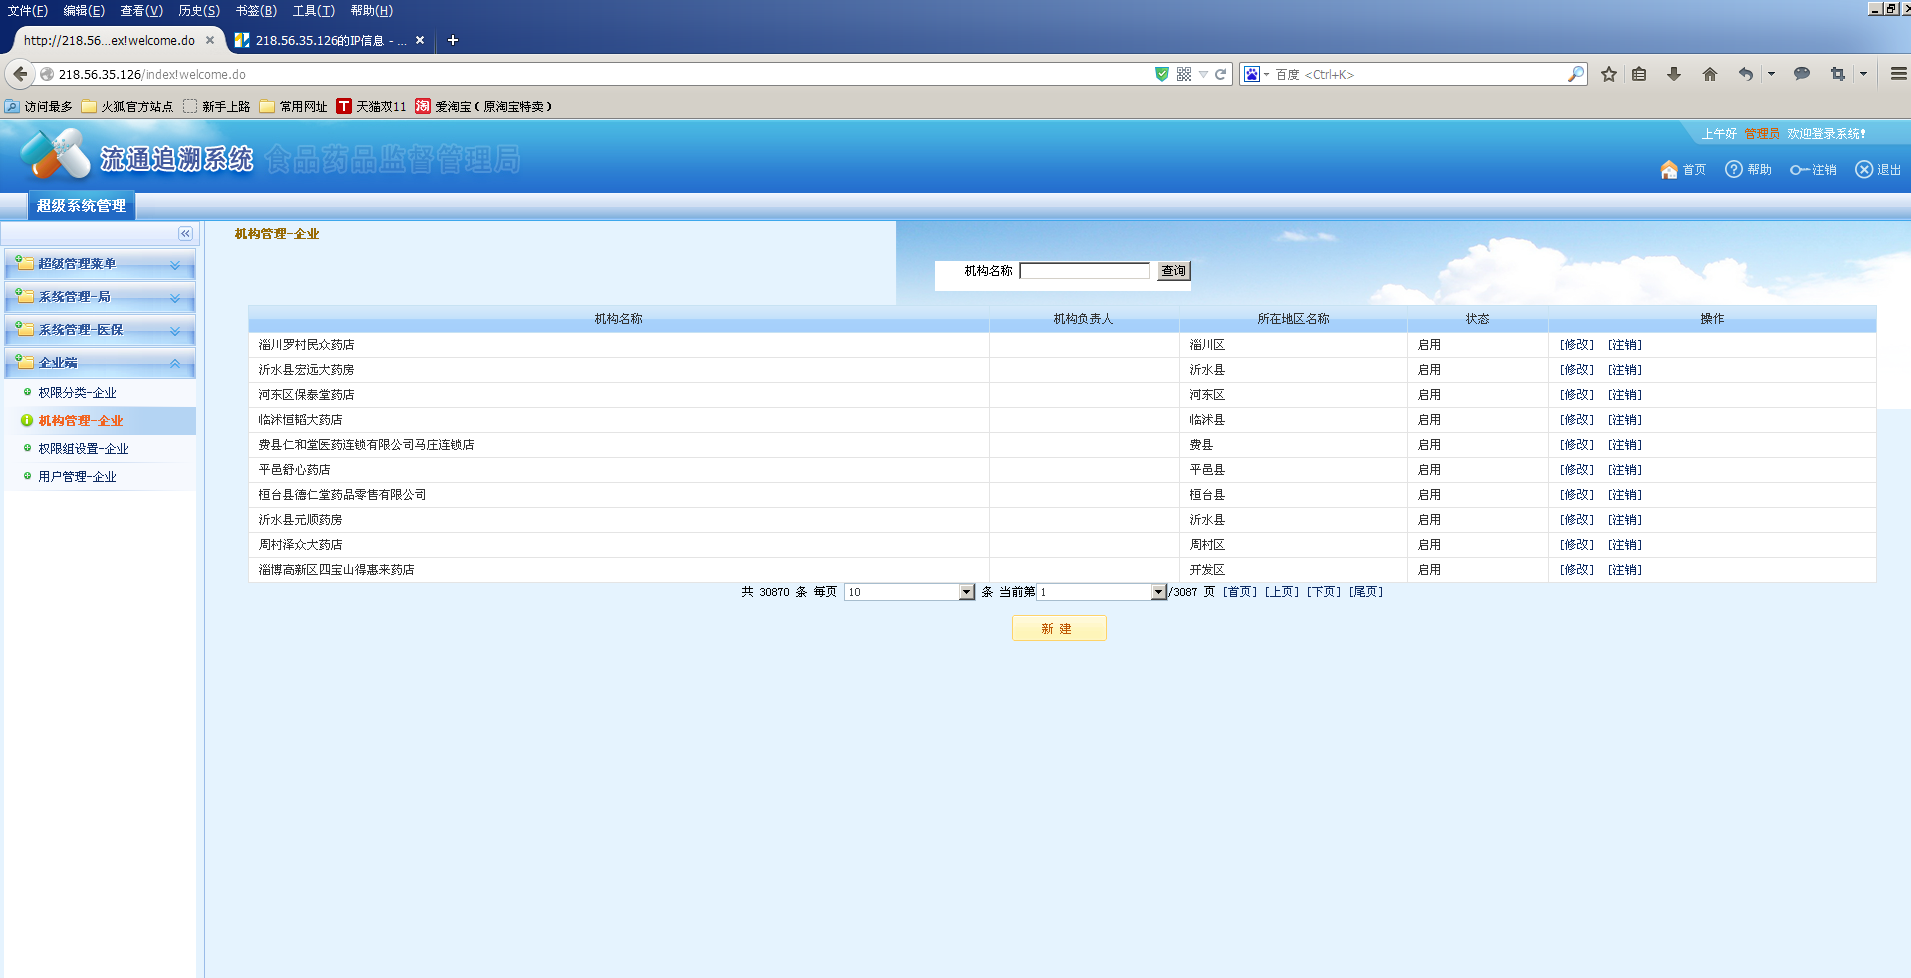 文件(F) 编辑(E) 查看(V) 历史(S) 书签(B) 工具(T) 帮助(H)
http://218.56...ex!welcome.do × 218.56.35.126的IP信息 - ... × +
218.56.35.126/index!welcome.do 百度 <Ctrl+K>
访问最多 火狐官方站点 新手上路 常用网址 T 天猫双11 淘 爱淘宝（原淘宝特卖）
上午好 管理员 欢迎登录系统!
流通追溯系统 食品药品监督管理局
首页 帮助 注销 退出
超级系统管理
超级管理菜单
系统管理-局
系统管理-医保
企业端
权限分类-企业
机构管理-企业
权限组设置-企业
用户管理-企业
机构管理-企业
机构名称 查询
机构名称 机构负责人 所在地区名称 状态 操作
淄川罗村民众药店 淄川区 启用 [修改] [注销]
沂水县宏远大药房 沂水县 启用 [修改] [注销]
河东区保泰堂药店 河东区 启用 [修改] [注销]
临沭恒韬大药店 临沭县 启用 [修改] [注销]
费县仁和堂医药连锁有限公司马庄连锁店 费县 启用 [修改] [注销]
平邑舒心药店 平邑县 启用 [修改] [注销]
桓台县德仁堂药品零售有限公司 桓台县 启用 [修改] [注销]
沂水县元顺药房 沂水县 启用 [修改] [注销]
周村泽众大药店 周村区 启用 [修改] [注销]
淄博高新区四宝山得惠来药店 开发区 启用 [修改] [注销]
共 30870 条 每页 10 条 当前第 1 /3087 页 [首页] [上页] [下页] [尾页]
新 建